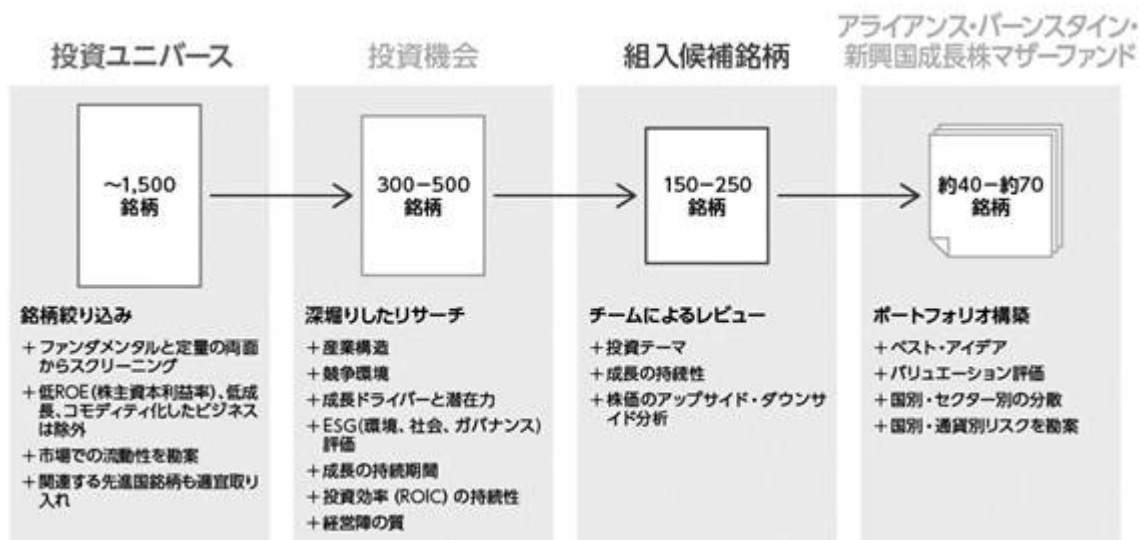 投資ユニバース
~1,500
銘柄
銘柄絞り込み
+ファンダメンタルと定量の両面
からスクリーニング
+低ROE(株主資本利益率)、低成
長、コモディティ化したビジネス
は除外
+市場での流動性を勘案
+関連する先進国銘柄も適宜取り
入れ
投資機会
300-500
銘柄
深堀りしたリサーチ
+産業構造
+競争環境
+成長ドライバーと潜在力
+ESG(環境、社会、ガバナンス)
評価
+成長の持続期間
+投資効率 (ROIC) の持続性
+経営陣の質
組入候補銘柄
150-250
銘柄
チームによるレビュー
+投資テーマ
+成長の持続性
+株価のアップサイド・ダウンサ
イド分析
アライアンス・バーンスタイン・
新興国成長株マザーファンド
約40-約70
銘柄
ポートフォリオ構築
+ベスト・アイデア
+バリュエーション評価
+国別・セクター別の分散
+国別・通貨別リスクを勘案